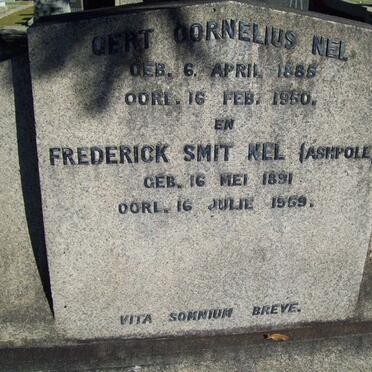 GERT CORNELIUS NEL
GEB. 6. APRIL 1885
OORL. 16 FEB. 1950.
EN
FREDERICK SMIT NEL (ASHPOLE
GEB. 16 MEI 1891
OORL. 16 JULIE 1959.
VITA SOMNIUM BREVE.